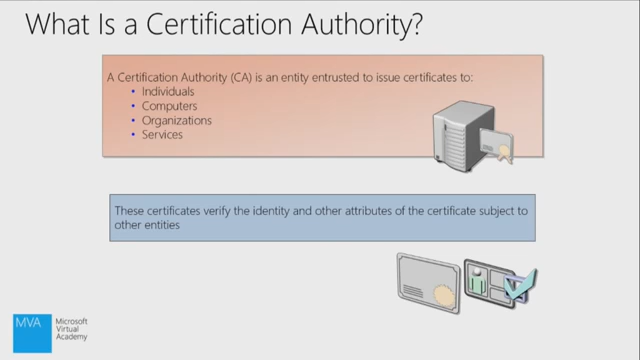 What Is a Certification Authority?
A Certification Authority (CA) is an entity entrusted to issue certificates to:
• Individuals
• Computers
• Organizations
• Services
These certificates verify the identity and other attributes of the certificate subject to
other entities
MVA
Microsoft
Virtual
Academy